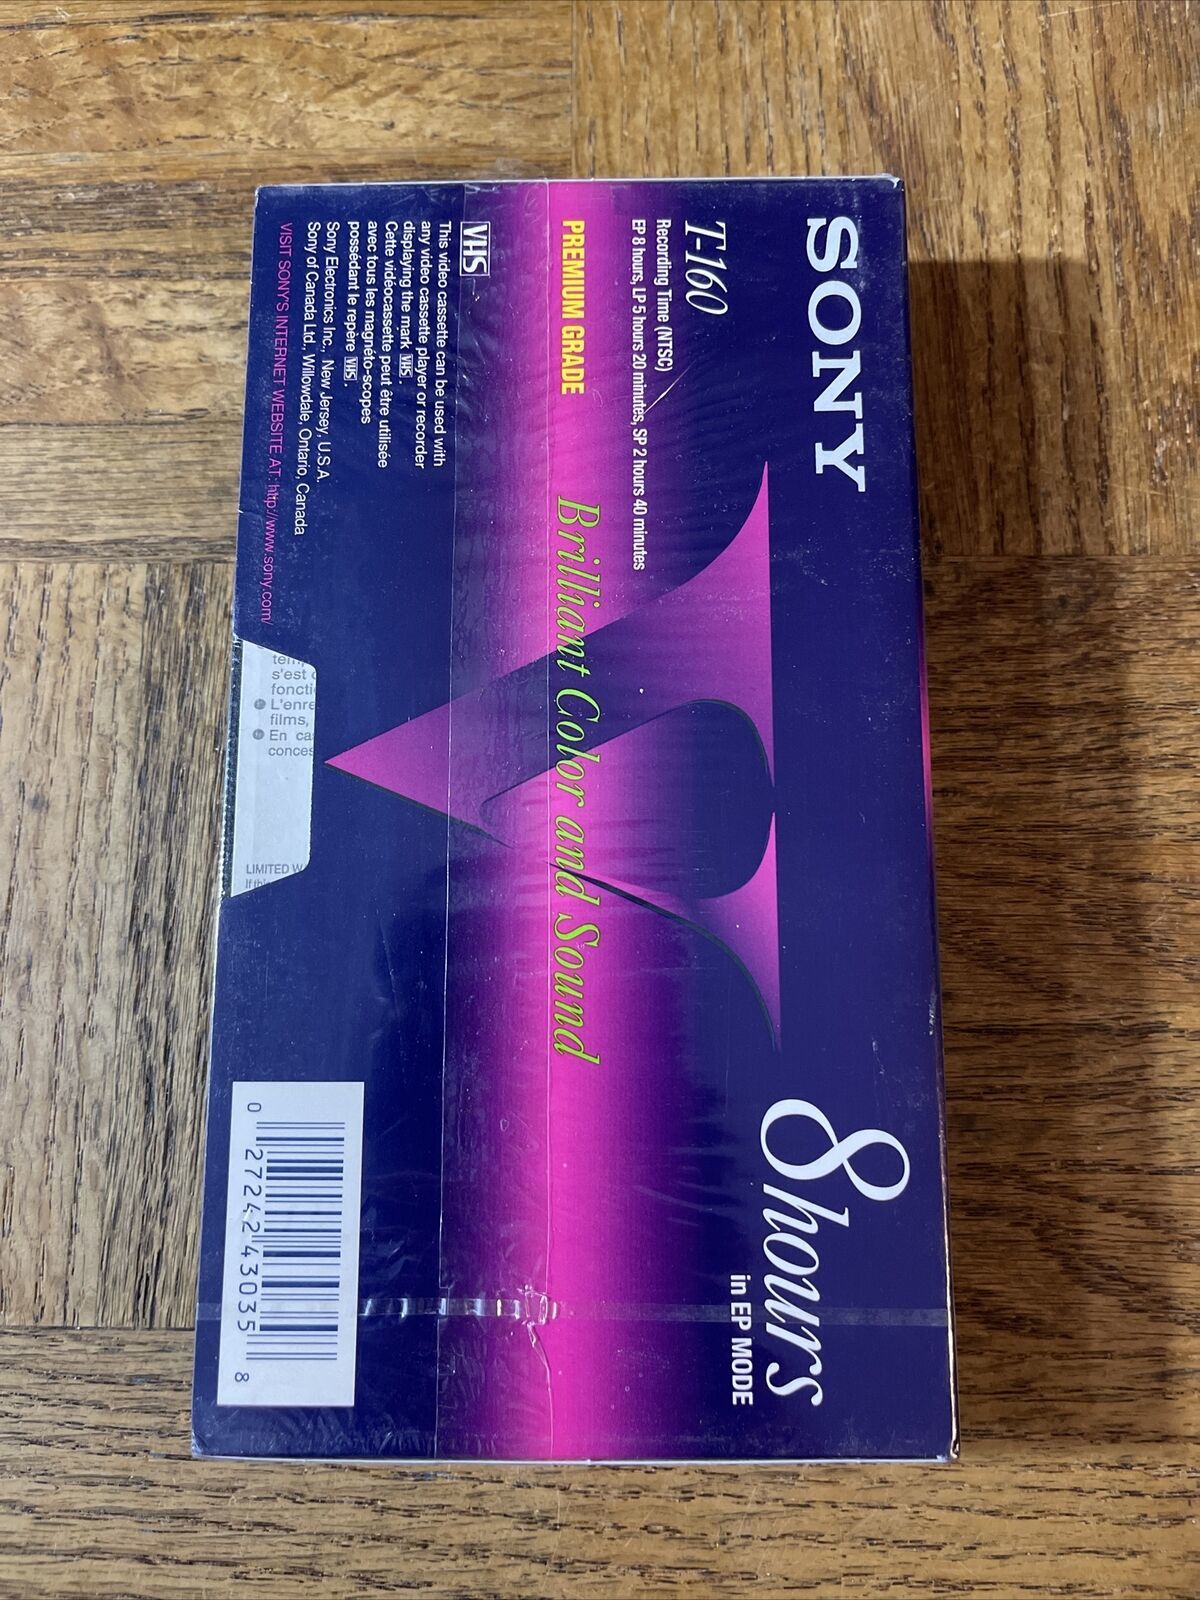 SONY
8hours
in EP MODE
T-160
Recording Time (NTSC)
EP 8 hours, LP 5 hours 20 minutes, SP 2 hours 40 minutes
PREMIUM GRADE
Brilliant Color and Sound
VHS
This video cassette can be used with
any video cassette player or recorder
displaying the mark VHS.
Cette vidéocassette peut être utilisée
avec tous les magnéto-scopes
possédant le repère VHS.
Sony Electronics Inc., New Jersey, U.S.A.
Sony of Canada Ltd., Willowdale, Ontario, Canada
VISIT SONY'S INTERNET WEBSITE AT: http://www.sony.com/
s'est
foncti
L'enre
films,
En cas
conces
LIMITED W
0 27242 43035 8